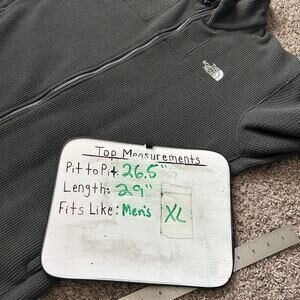 THE
NORTH
FACE
Top Measurements
Pit to Pit: 26.5"
Length: 29"
Fits Like: Men's XL